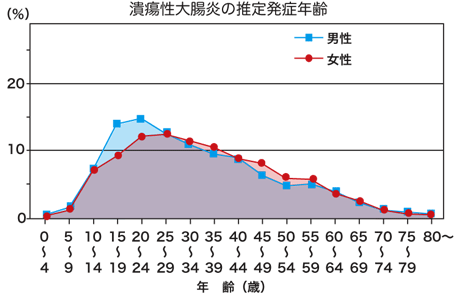 潰瘍性大腸炎の推定発症年齢
(%)
男性
女性
20
10
0
0 5 10 15 20 25 30 35 40 45 50 55 60 65 70 75 80〜
〜 〜 〜 〜 〜 〜 〜 〜 〜 〜 〜 〜 〜 〜 〜 〜
4 9 14 19 24 29 34 39 44 49 54 59 64 69 74 79
年 齢（歳）